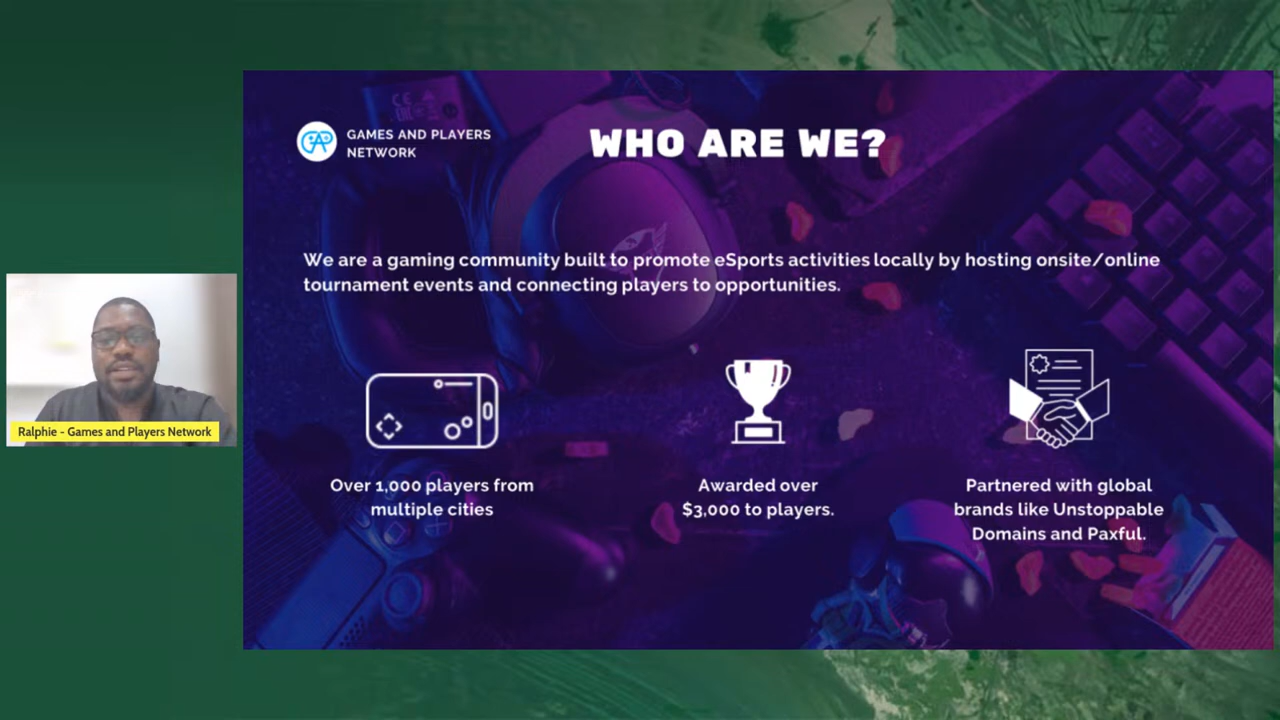 GAMES AND PLAYERS
NETWORK
WHO ARE WE?
We are a gaming community built to promote eSports activities locally by hosting onsite/online
tournament events and connecting players to opportunities.
Over 1,000 players from
multiple cities
Awarded over
$3,000 to players.
Partnered with global
brands like Unstoppable
Domains and Paxful.
Ralphie - Games and Players Network